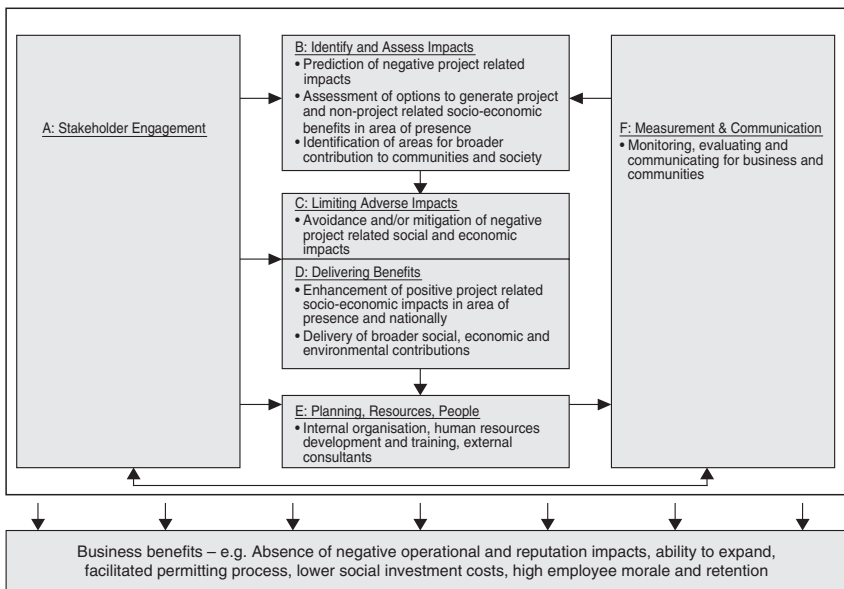 A: Stakeholder Engagement
B: Identify and Assess Impacts
• Prediction of negative project related
impacts
• Assessment of options to generate project
and non-project related socio-economic
benefits in area of presence
• Identification of areas for broader
contribution to communities and society
C: Limiting Adverse Impacts
• Avoidance and/or mitigation of negative
project related social and economic
impacts
D: Delivering Benefits
• Enhancement of positive project related
socio-economic impacts in area of
presence and nationally
• Delivery of broader social, economic and
environmental contributions
E: Planning, Resources, People
• Internal organisation, human resources
development and training, external
consultants
F: Measurement & Communication
• Monitoring, evaluating and
communicating for business and
communities
Business benefits – e.g. Absence of negative operational and reputation impacts, ability to expand,
facilitated permitting process, lower social investment costs, high employee morale and retention